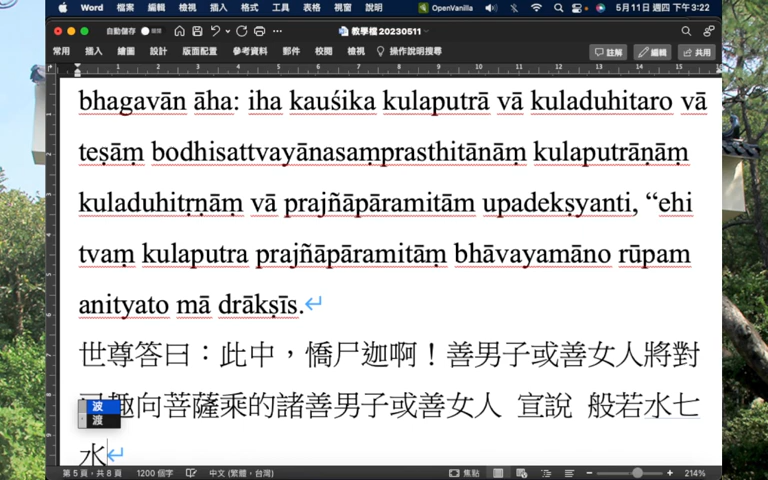 Word 檔案 編輯 檢視 插入 格式 工具 表格 視窗 說明 OpenVanilla 5月11日 週四 下午3:22
自動儲存 教學檔20230511
常用 插入 繪圖 設計 版面配置 參考資料 郵件 校閱 檢視 操作說明搜尋 註解 編輯 共用
bhagavān āha: iha kauśika kulaputrā vā kuladuhitaro vā
teṣāṃ bodhisattvayānasaṃprasthitānāṃ kulaputrāṇāṃ
kuladuhitṛṇāṃ vā prajñāpāramitām upadekṣyanti, “ehi
tvaṃ kulaputra prajñāpāramitāṃ bhāvayamāno rūpam
anityato mā drākṣīs.
世尊答曰：此中，憍尸迦啊！善男子或善女人將對
趣向菩薩乘的諸善男子或善女人 宣說 般若水七
波
渡
水
第5頁，共8頁 1200個字 中文 (繁體，台灣) 焦點 214%